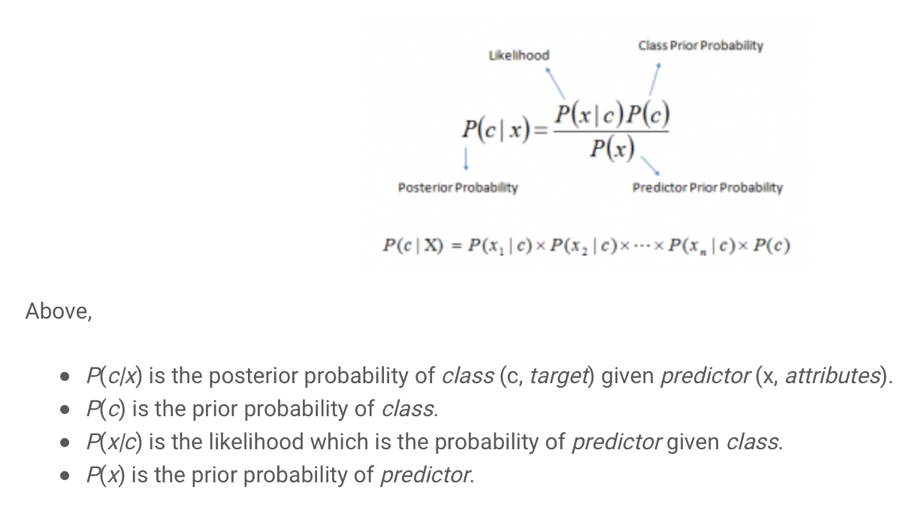 Likelihood
Class Prior Probability
P(c | x) = P(x | c)P(c) / P(x)
Posterior Probability
Predictor Prior Probability
P(c | X) = P(x₁ | c) × P(x₂ | c) × ··· × P(xₙ | c) × P(c)
Above,
• P(c/x) is the posterior probability of class (c, target) given predictor (x, attributes).
• P(c) is the prior probability of class.
• P(x/c) is the likelihood which is the probability of predictor given class.
• P(x) is the prior probability of predictor.